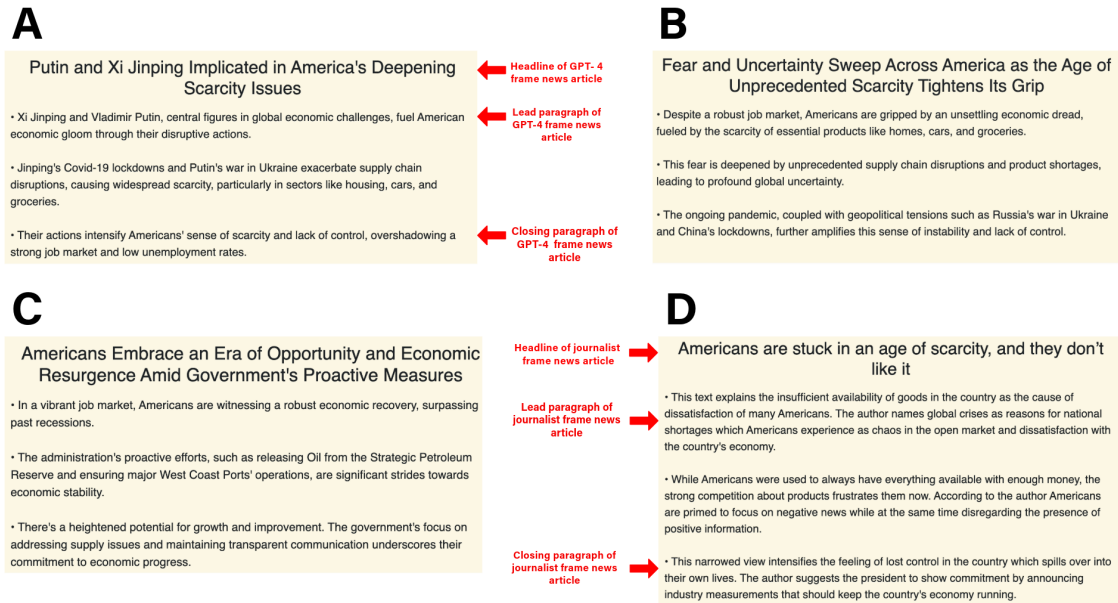 A
Putin and Xi Jinping Implicated in America's Deepening
Scarcity Issues
• Xi Jinping and Vladimir Putin, central figures in global economic challenges, fuel American
economic gloom through their disruptive actions.
• Jinping's Covid-19 lockdowns and Putin's war in Ukraine exacerbate supply chain
disruptions, causing widespread scarcity, particularly in sectors like housing, cars, and
groceries.
• Their actions intensify Americans' sense of scarcity and lack of control, overshadowing a
strong job market and low unemployment rates.
Headline of GPT- 4
frame news article
Lead paragraph of
GPT-4 frame news
article
Closing paragraph of
GPT-4 frame news
article
B
Fear and Uncertainty Sweep Across America as the Age of
Unprecedented Scarcity Tightens Its Grip
• Despite a robust job market, Americans are gripped by an unsettling economic dread,
fueled by the scarcity of essential products like homes, cars, and groceries.
• This fear is deepened by unprecedented supply chain disruptions and product shortages,
leading to profound global uncertainty.
• The ongoing pandemic, coupled with geopolitical tensions such as Russia's war in Ukraine
and China's lockdowns, further amplifies this sense of instability and lack of control.
C
Americans Embrace an Era of Opportunity and Economic
Resurgence Amid Government's Proactive Measures
• In a vibrant job market, Americans are witnessing a robust economic recovery, surpassing
past recessions.
• The administration's proactive efforts, such as releasing Oil from the Strategic Petroleum
Reserve and ensuring major West Coast Ports' operations, are significant strides towards
economic stability.
• There's a heightened potential for growth and improvement. The government's focus on
addressing supply issues and maintaining transparent communication underscores their
commitment to economic progress.
Headline of journalist
frame news article
Lead paragraph of
journalist frame news
article
Closing paragraph of
journalist frame news
article
D
Americans are stuck in an age of scarcity, and they don't
like it
• This text explains the insufficient availability of goods in the country as the cause of
dissatisfaction of many Americans. The author names global crises as reasons for national
shortages which Americans experience as chaos in the open market and dissatisfaction with
the country's economy.
• While Americans were used to always have everything available with enough money, the
strong competition about products frustrates them now. According to the author Americans
are primed to focus on negative news while at the same time disregarding the presence of
positive information.
• This narrowed view intensifies the feeling of lost control in the country which spills over into
their own lives. The author suggests the president to show commitment by announcing
industry measurements that should keep the country's economy running.